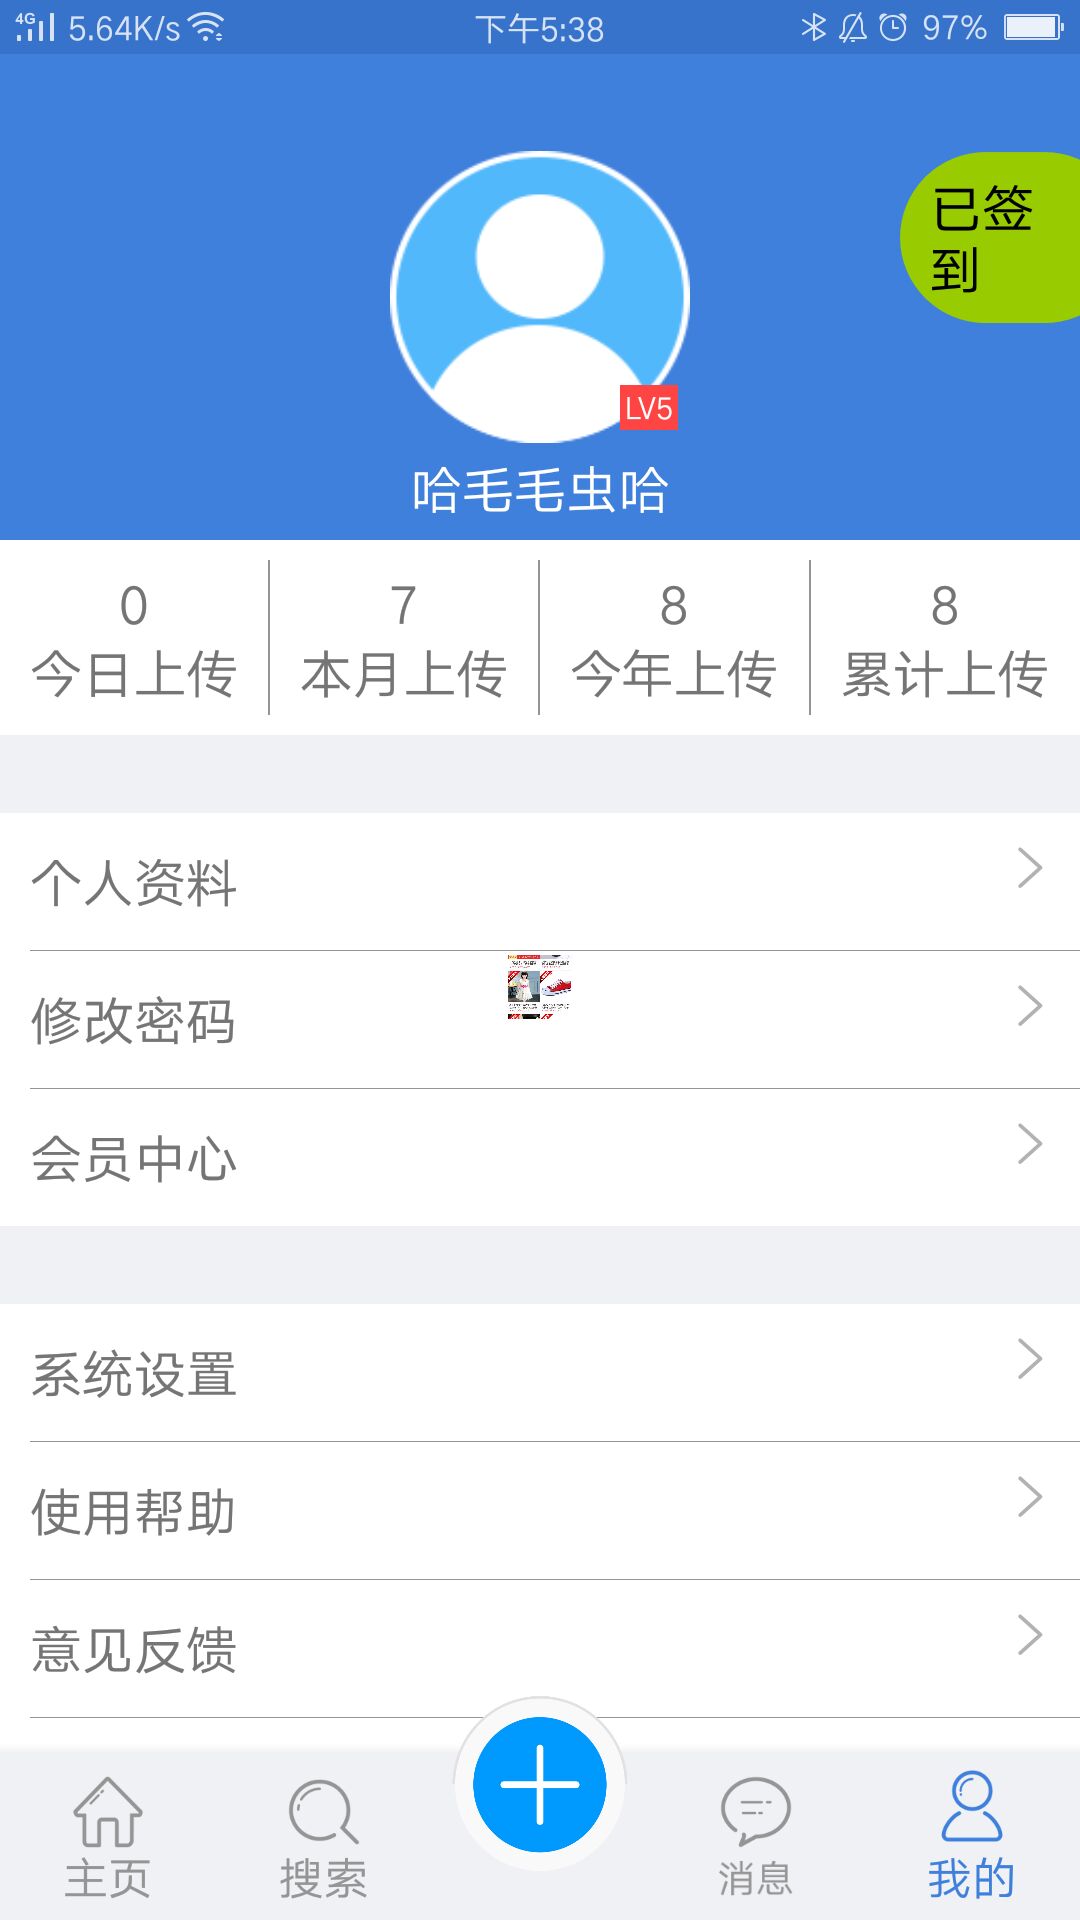 4G 5.64K/s 下午5:38 97%
已签
到
LV5
哈毛毛虫哈
0 7 8 8
今日上传 本月上传 今年上传 累计上传
个人资料
修改密码
会员中心
系统设置
使用帮助
意见反馈
主页 搜索 消息 我的